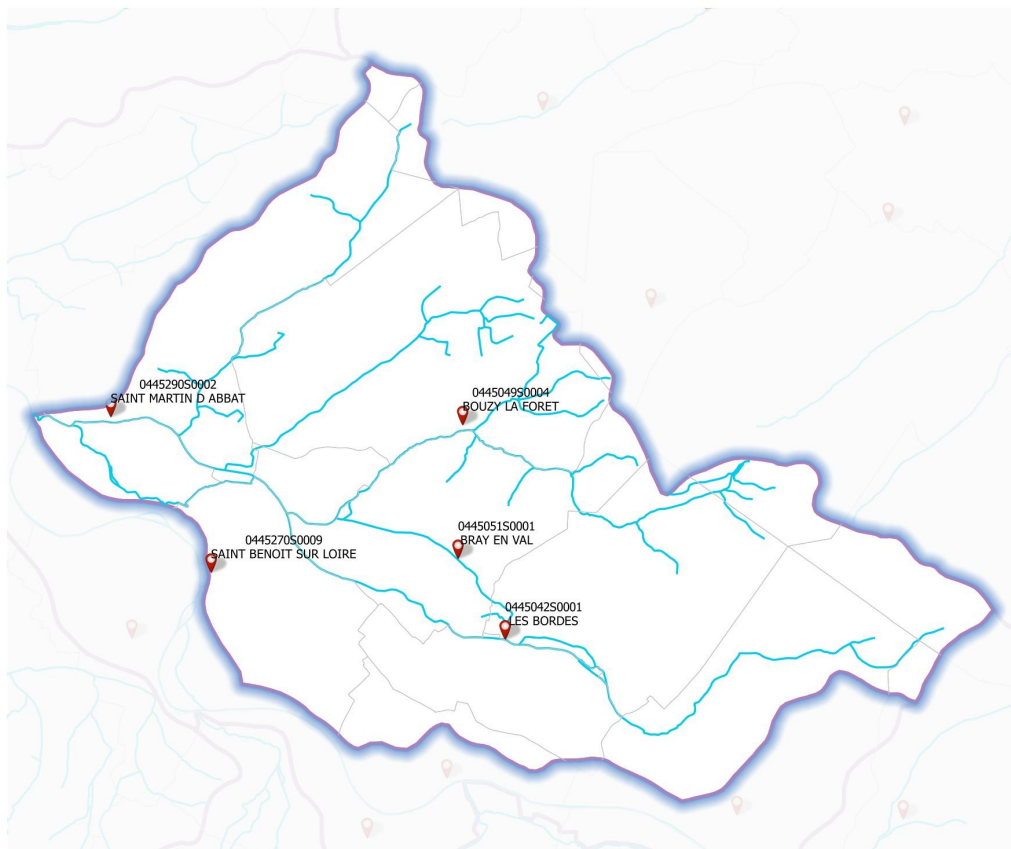 0445290S0002
SAINT MARTIN D ABBAT
0445049S0004
BOUZY LA FORET
0445051S0001
BRAY EN VAL
0445270S0009
SAINT BENOIT SUR LOIRE
0445042S0001
LES BORDES